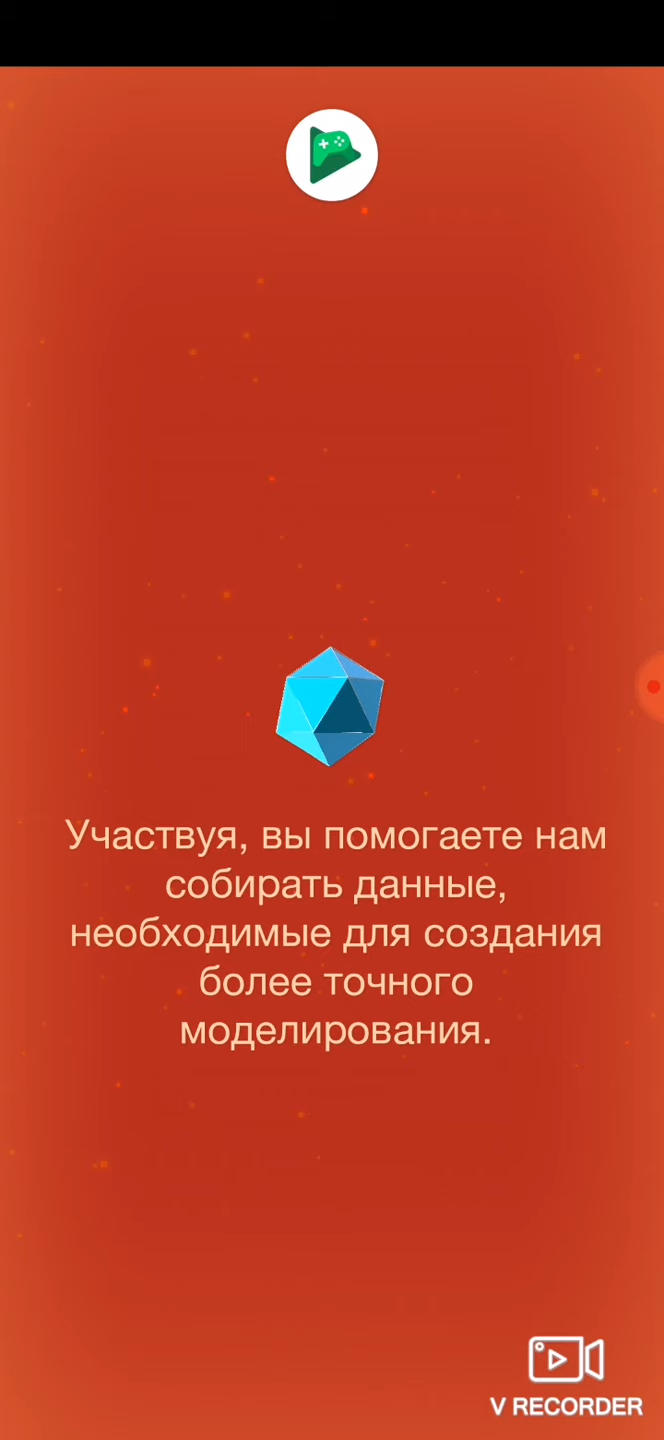 Участвуя, вы помогаете нам
собирать данные,
необходимые для создания
более точного
моделирования.
V RECORDER